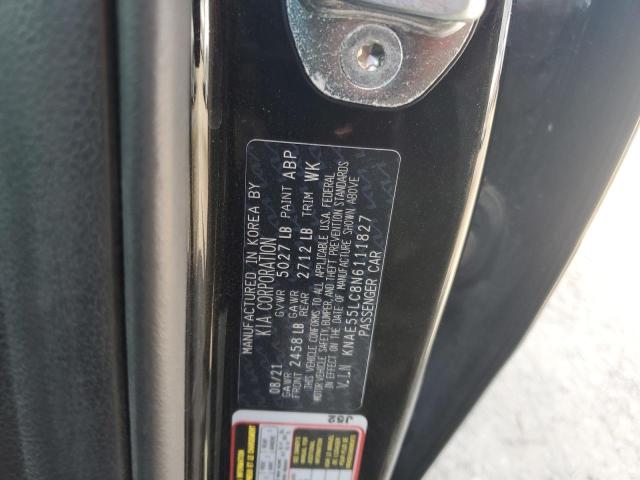 MANUFACTURED IN KOREA BY
KIA CORPORATION
08/21 GVWR 5027 LB PAINT ABP
GAWR FRONT 2458 LB GAWR REAR 2712 LB TRIM WK
THIS VEHICLE CONFORMS TO ALL APPLICABLE U.S.A. FEDERAL
MOTOR VEHICLE SAFETY, BUMPER, AND THEFT PREVENTION STANDARDS
IN EFFECT ON THE DATE OF MANUFACTURE SHOWN ABOVE
V.I.N KNAE55LC8N6111827
PASSENGER CAR